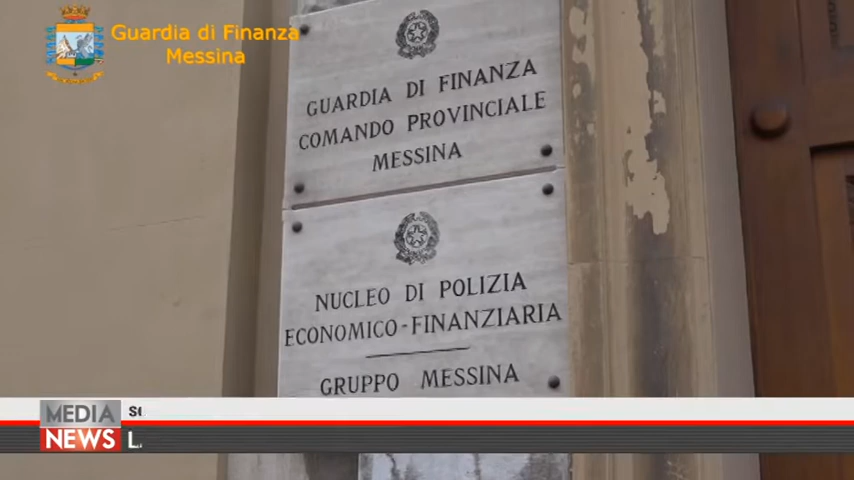 Guardia di Finanza
Messina
GUARDIA DI FINANZA
COMANDO PROVINCIALE
MESSINA
NUCLEO DI POLIZIA
ECONOMICO-FINANZIARIA
GRUPPO MESSINA
MEDIA
NEWS